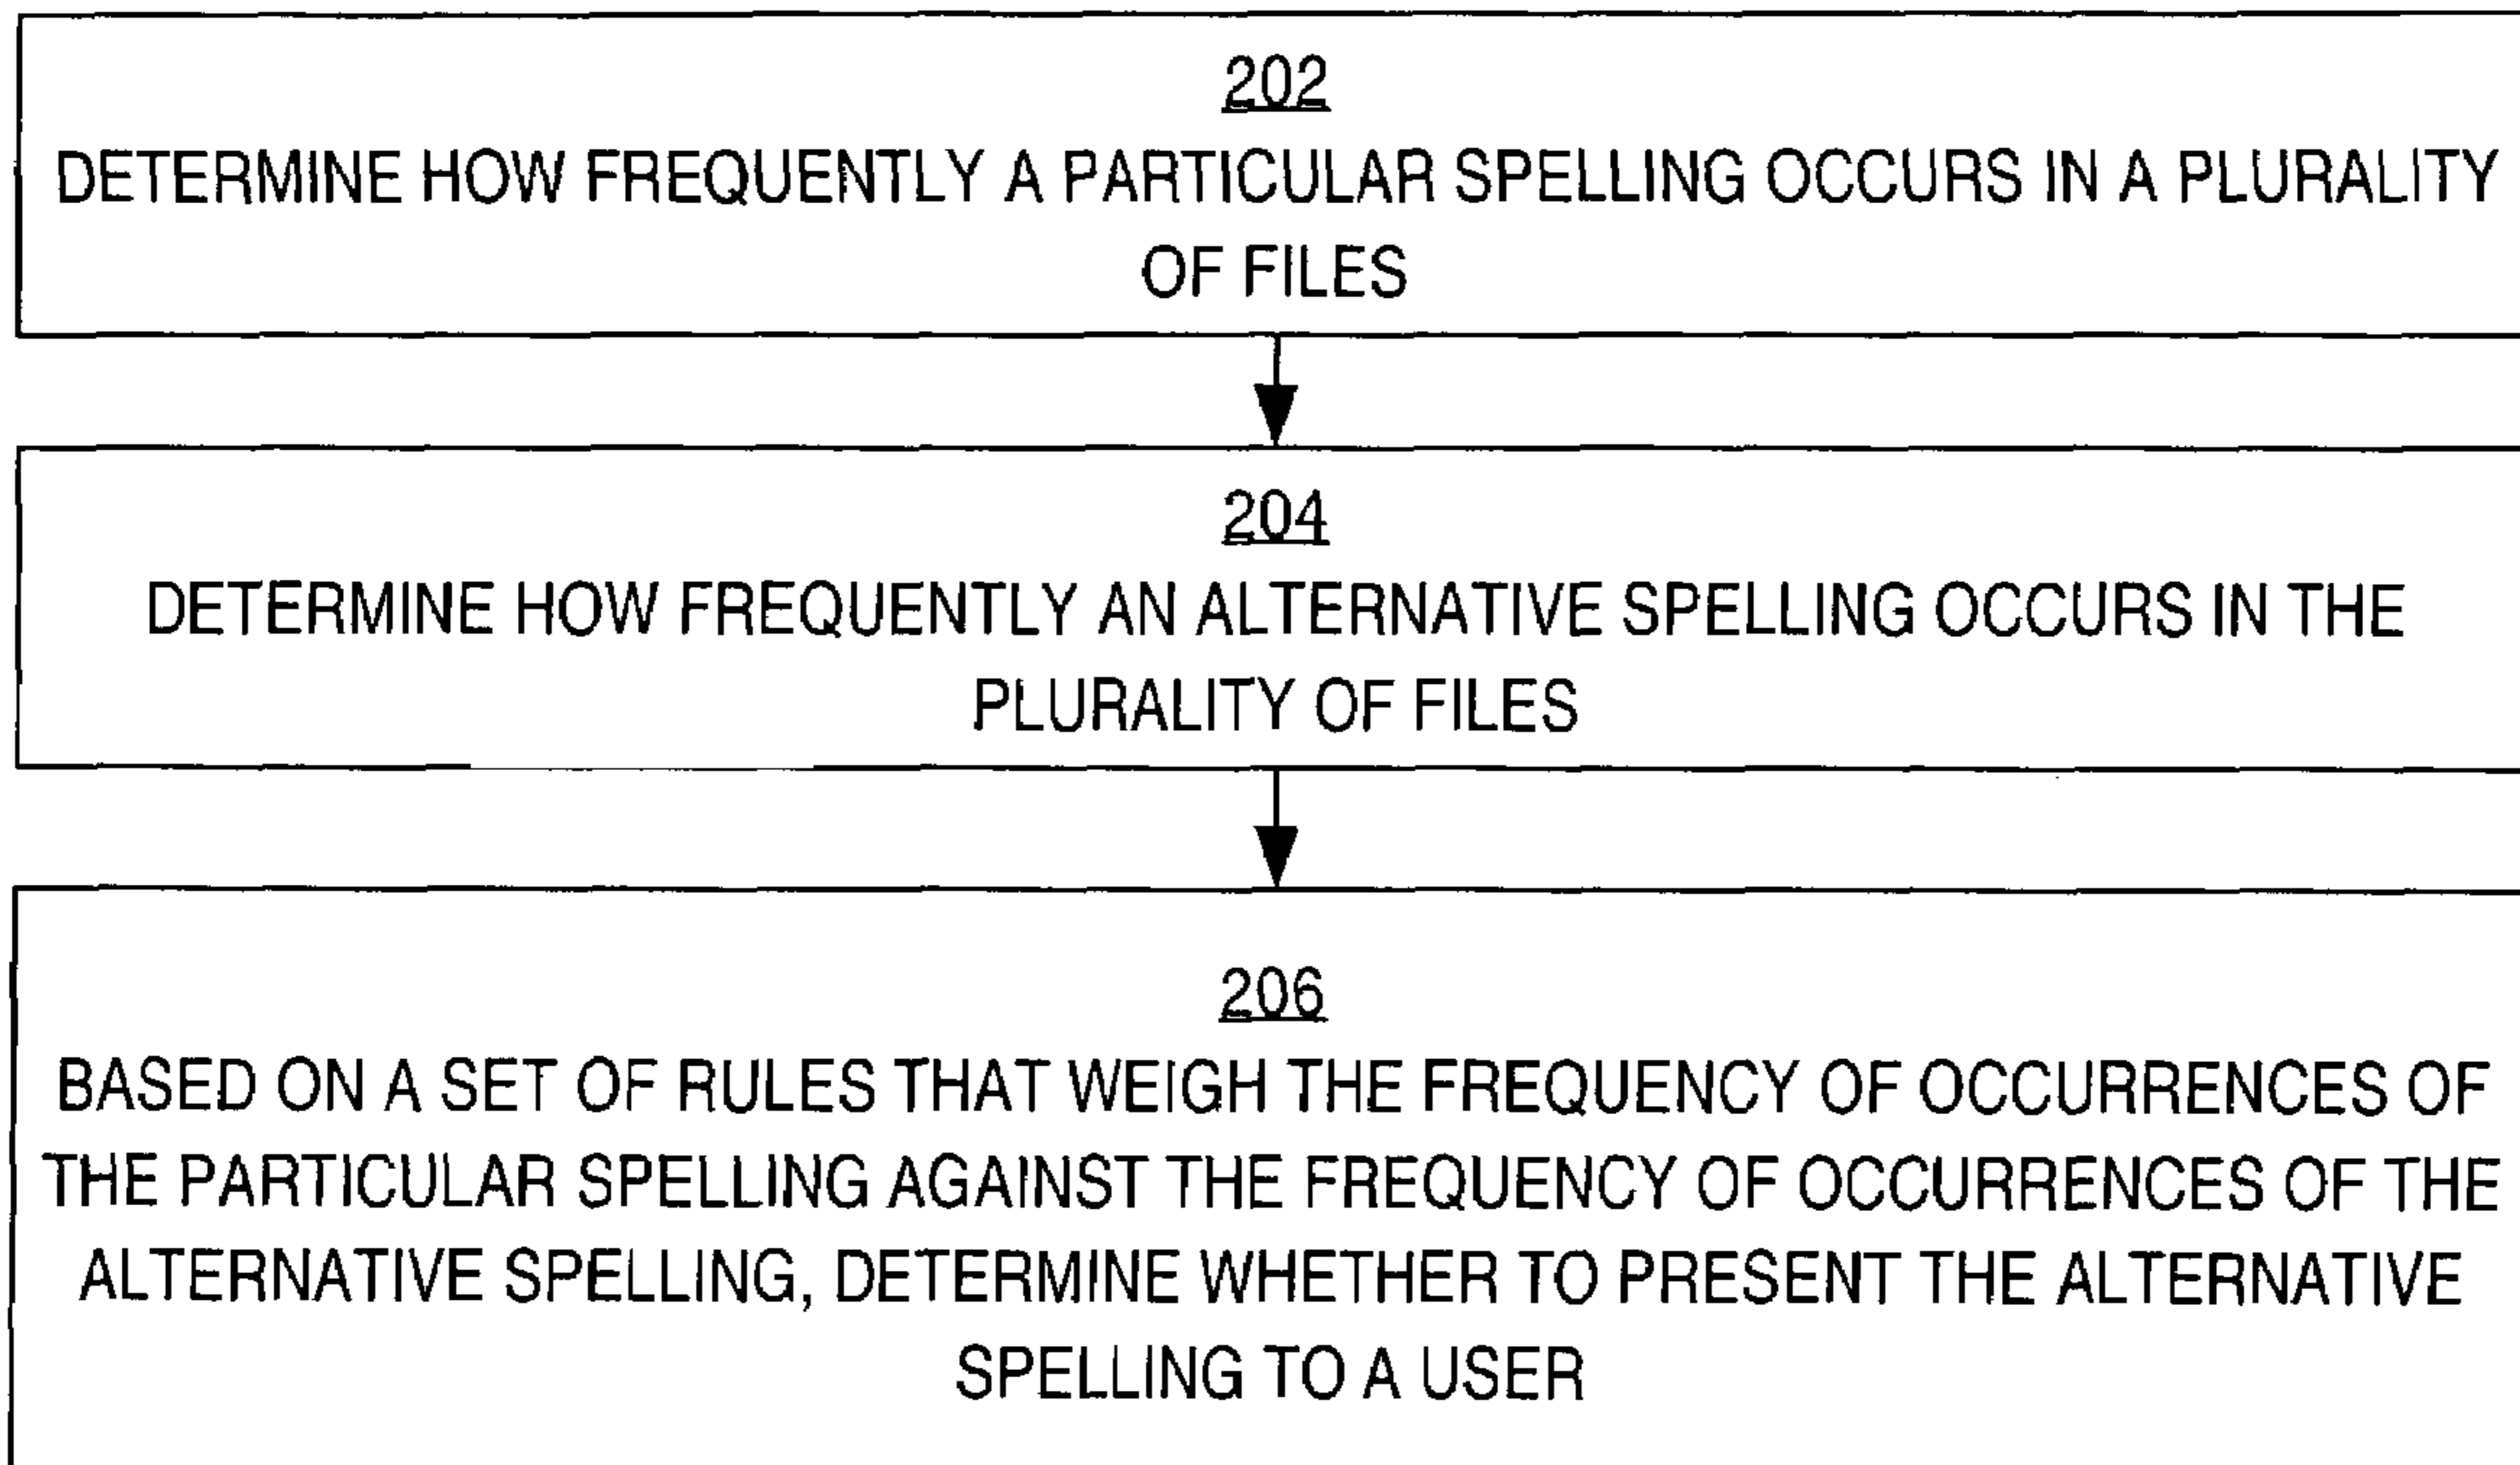 202
DETERMINE HOW FREQUENTLY A PARTICULAR SPELLING OCCURS IN A PLURALITY
OF FILES
204
DETERMINE HOW FREQUENTLY AN ALTERNATIVE SPELLING OCCURS IN THE
PLURALITY OF FILES
206
BASED ON A SET OF RULES THAT WEIGH THE FREQUENCY OF OCCURRENCES OF
THE PARTICULAR SPELLING AGAINST THE FREQUENCY OF OCCURRENCES OF THE
ALTERNATIVE SPELLING, DETERMINE WHETHER TO PRESENT THE ALTERNATIVE
SPELLING TO A USER